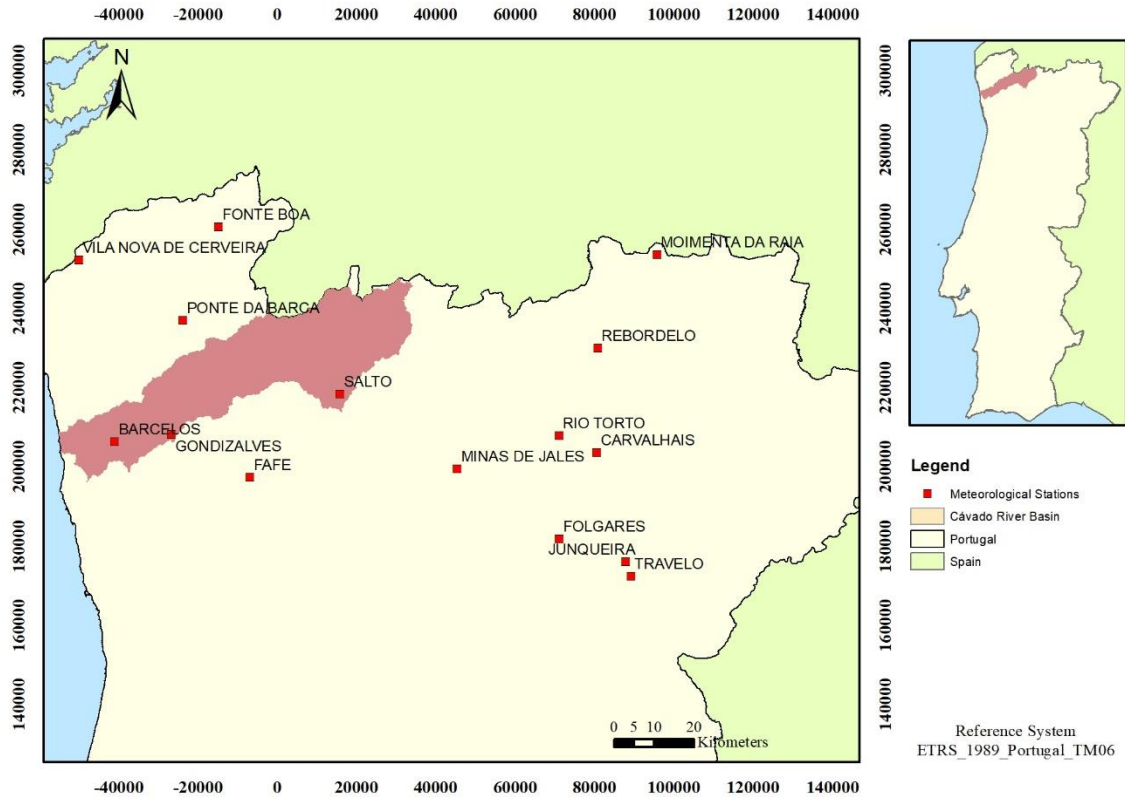 -40000 -20000 0 20000 40000 60000 80000 100000 120000 140000
300000
280000
260000
240000
220000
200000
180000
160000
140000
N
FONTE BOA
VILA NOVA DE CERVEIRA
MOIMENTA DA RAIA
PONTE DA BARCA
REBORDELO
SALTO
BARCELOS
GONDIZALVES
RIO TORTO
CARVALHAIS
FAFE
MINAS DE JALES
FOLGARES
JUNQUEIRA
TRAVELO
0 5 10 20
Kilometers
300000
280000
260000
240000
220000
200000
180000
160000
140000
-40000 -20000 0 20000 40000 60000 80000 100000 120000 140000
Legend
Meteorological Stations
Cávado River Basin
Portugal
Spain
Reference System
ETRS_1989_Portugal_TM06